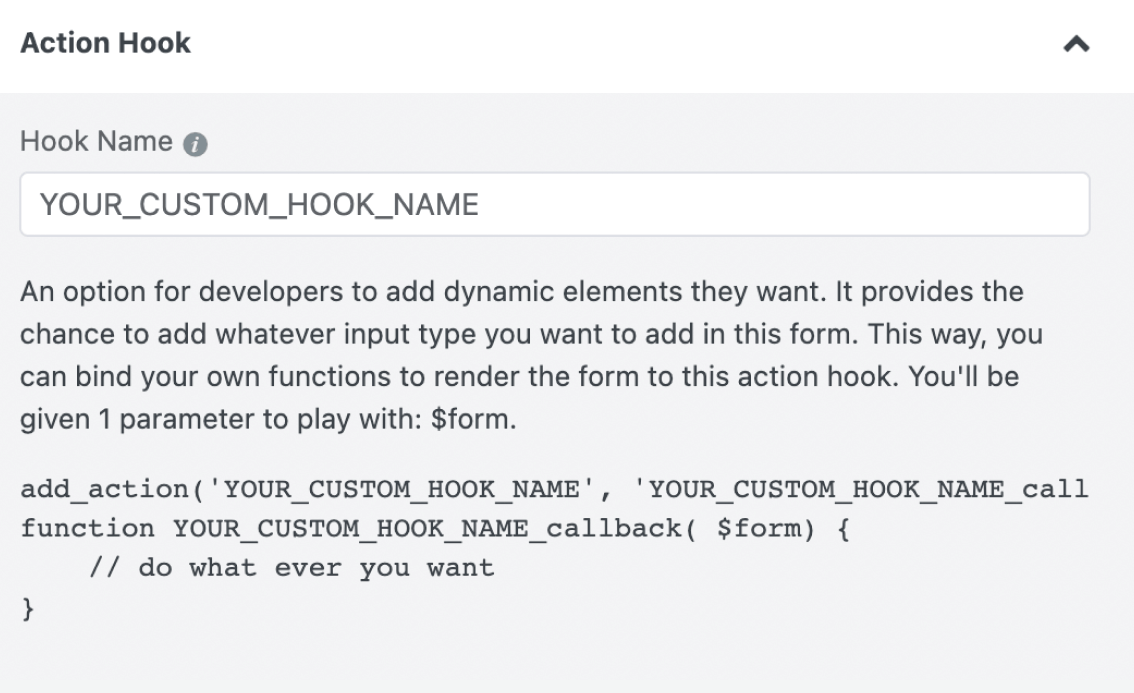 Action Hook
Hook Name
YOUR_CUSTOM_HOOK_NAME
An option for developers to add dynamic elements they want. It provides the
chance to add whatever input type you want to add in this form. This way, you
can bind your own functions to render the form to this action hook. You'll be
given 1 parameter to play with: $form.
add_action('YOUR_CUSTOM_HOOK_NAME', 'YOUR_CUSTOM_HOOK_NAME_call
function YOUR_CUSTOM_HOOK_NAME_callback( $form) {
    // do what ever you want
}